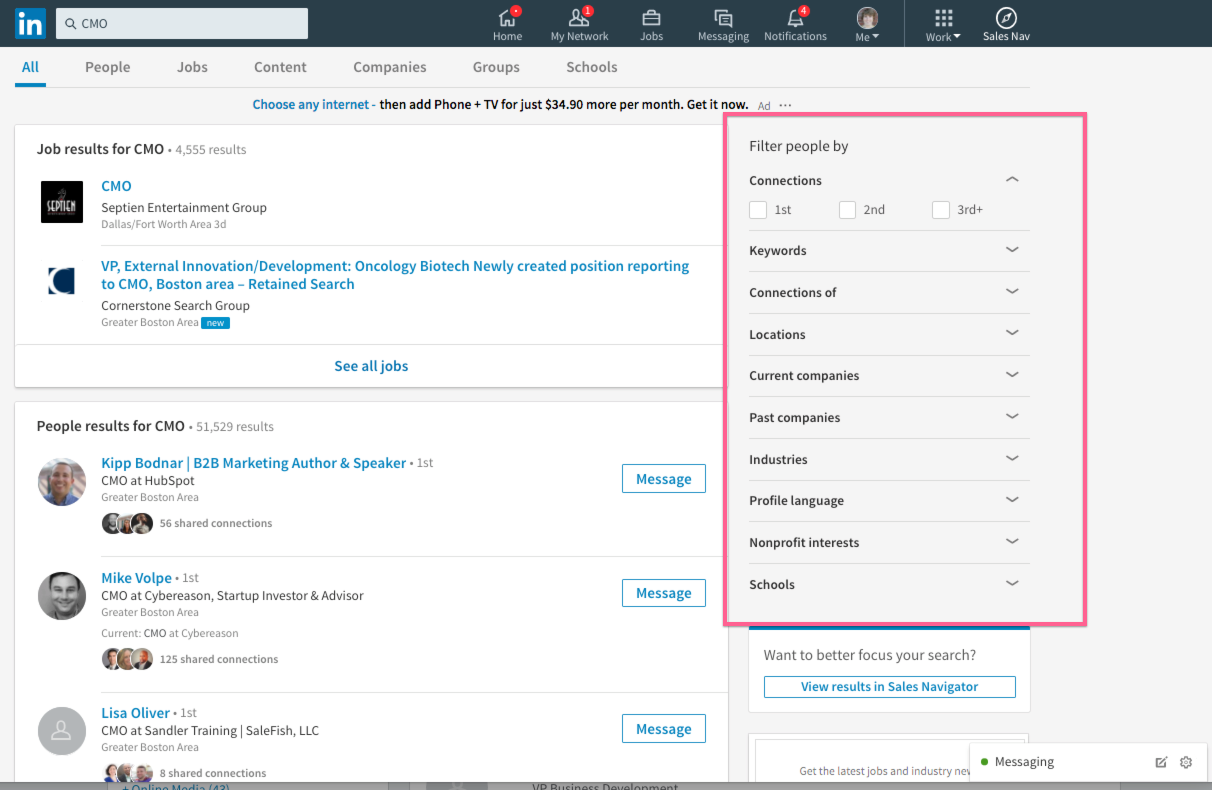 in
CMO
Home
1
My Network
Jobs
Messaging
4
Notifications
Me
Work
Sales Nav
All
People
Jobs
Content
Companies
Groups
Schools
Choose any internet - then add Phone + TV for just $34.90 more per month. Get it now. Ad ···
Job results for CMO • 4,555 results
SEPTIEN
CMO
Septien Entertainment Group
Dallas/Fort Worth Area 3d
VP, External Innovation/Development: Oncology Biotech Newly created position reporting
to CMO, Boston area – Retained Search
Cornerstone Search Group
Greater Boston Area new
See all jobs
People results for CMO • 51,529 results
Kipp Bodnar | B2B Marketing Author & Speaker • 1st
CMO at HubSpot
Greater Boston Area
56 shared connections
Message
Mike Volpe • 1st
CMO at Cybereason, Startup Investor & Advisor
Greater Boston Area
Current: CMO at Cybereason
125 shared connections
Message
Lisa Oliver • 1st
CMO at Sandler Training | SaleFish, LLC
Greater Boston Area
8 shared connections
Message
Filter people by
Connections
1st
2nd
3rd+
Keywords
Connections of
Locations
Current companies
Past companies
Industries
Profile language
Nonprofit interests
Schools
Want to better focus your search?
View results in Sales Navigator
Get the latest jobs and industry new
Messaging
+ Online Media (43)
VP Business Development